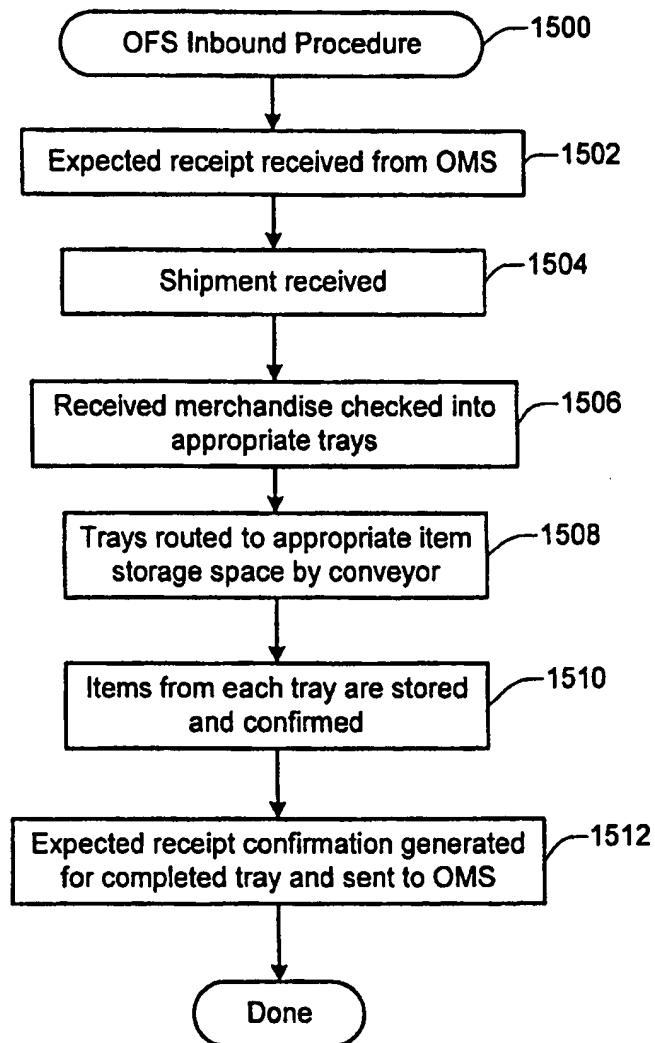 OFS Inbound Procedure
1500
Expected receipt received from OMS
1502
Shipment received
1504
Received merchandise checked into
appropriate trays
1506
Trays routed to appropriate item
storage space by conveyor
1508
Items from each tray are stored
and confirmed
1510
Expected receipt confirmation generated
for completed tray and sent to OMS
1512
Done